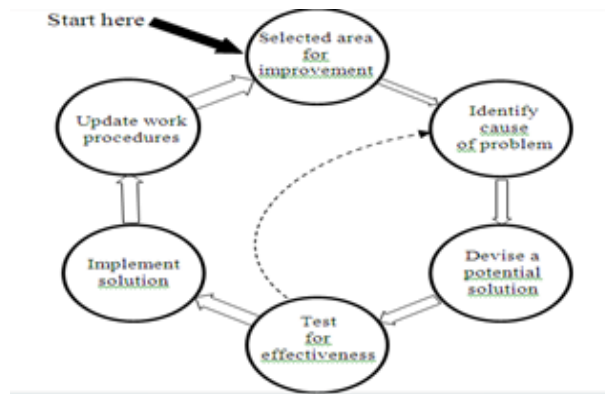 Start here
Selected area
for
improvement
Identify
cause
of problem
Devise a
potential
solution
Test
for
effectiveness
Implement
solution
Update work
procedures